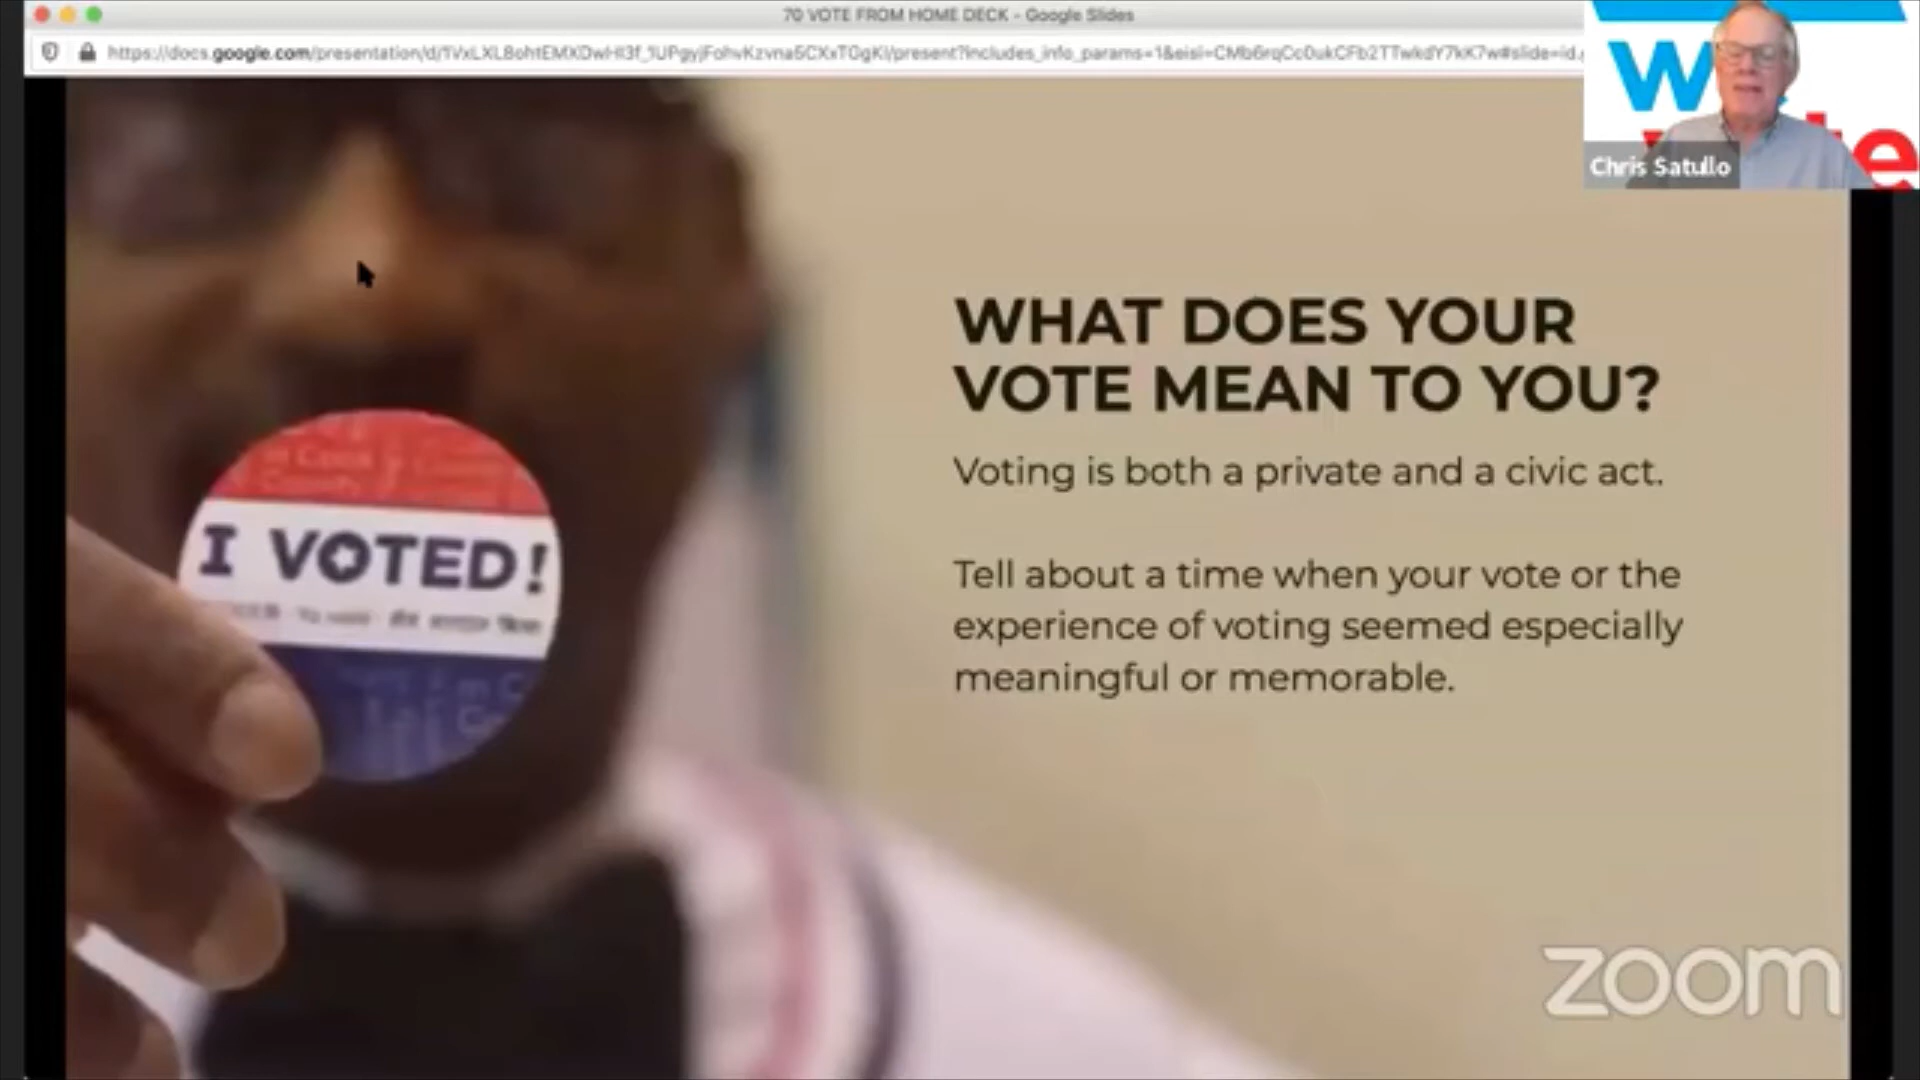 70 VOTE FROM HOME DECK - Google Slides
we
Chris Satullo
WHAT DOES YOUR
VOTE MEAN TO YOU?
Voting is both a private and a civic act.
Tell about a time when your vote or the
experience of voting seemed especially
meaningful or memorable.
I VOTED!
zoom